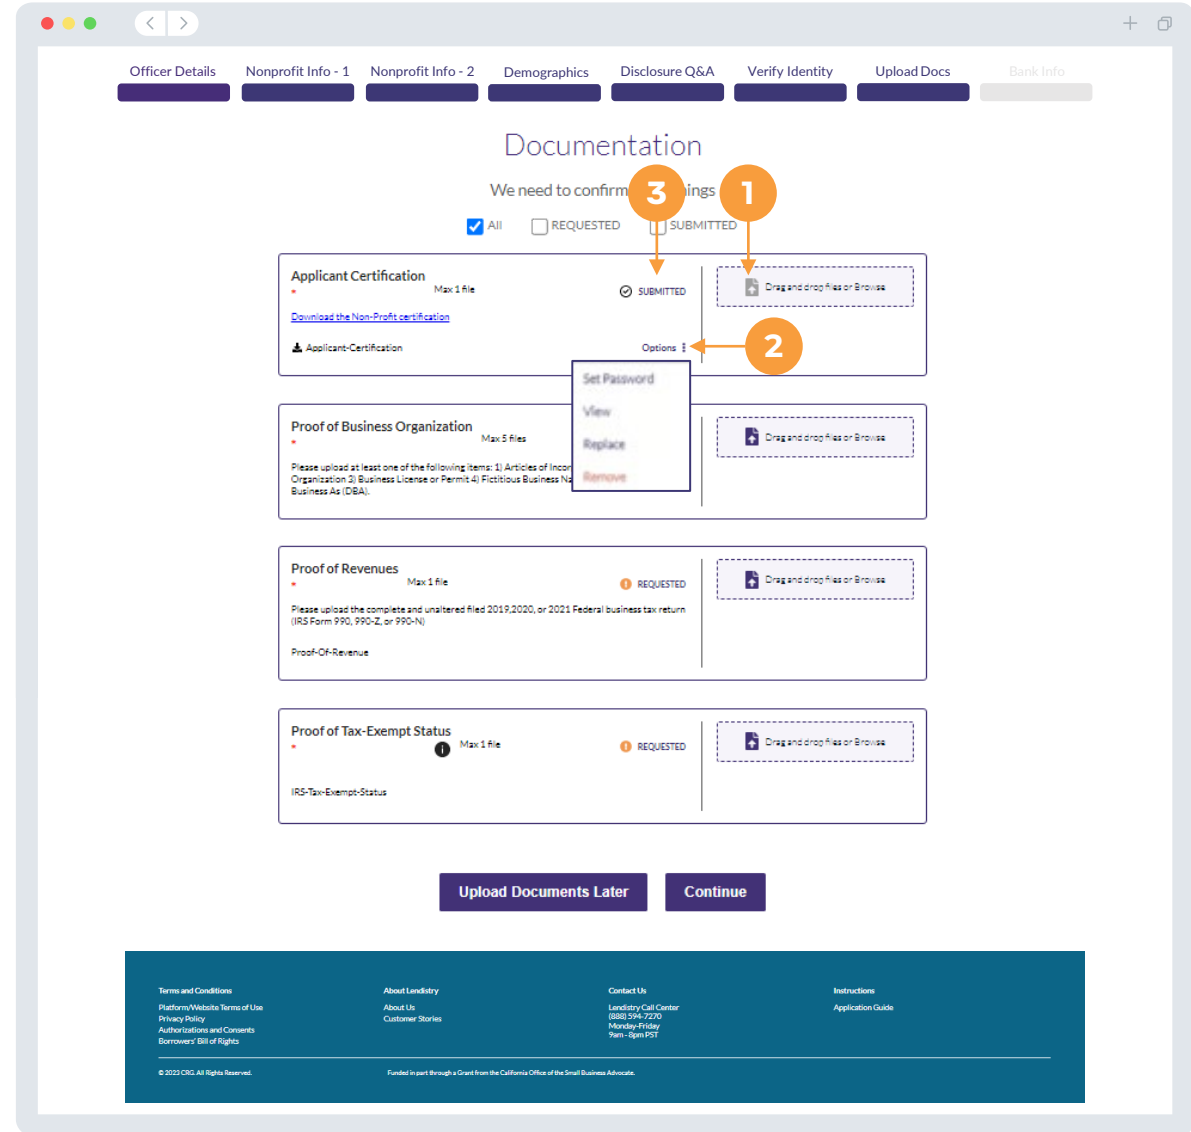 Officer Details
Nonprofit Info - 1
Nonprofit Info - 2
Demographics
Disclosure Q&A
Verify Identity
Upload Docs
Bank Info
Documentation
We need to confirm
ings
3
1
All
REQUESTED
SUBMITTED
Applicant Certification
*
Max 1 file
SUBMITTED
Drag and drop files or Browse
Download the Non-Profit certification
Applicant-Certification
Options
2
Set Password
View
Replace
Remove
Proof of Business Organization
*
Max 5 files
Drag and drop files or Browse
Please upload at least one of the following items: 1) Articles of Incor
Organization 3) Business License or Permit 4) Fictitious Business Na
Business As (DBA).
Proof of Revenues
*
Max 1 file
REQUESTED
Drag and drop files or Browse
Please upload the complete and unaltered filed 2019,2020, or 2021 Federal business tax return
(IRS Form 990, 990-Z, or 990-N)
Proof-Of-Revenue
Proof of Tax-Exempt Status
*
Max 1 file
REQUESTED
Drag and drop files or Browse
IRS-Tax-Exempt-Status
Upload Documents Later
Continue
Terms and Conditions
Platform/Website Terms of Use
Privacy Policy
Authorizations and Consents
Borrowers' Bill of Rights
About Lendistry
About Us
Customer Stories
Contact Us
Lendistry Call Center
(888) 594-7270
Monday-Friday
9am - 8pm PST
Instructions
Application Guide
© 2023 CRG. All Rights Reserved.
Funded in part through a Grant from the California Office of the Small Business Advocate.